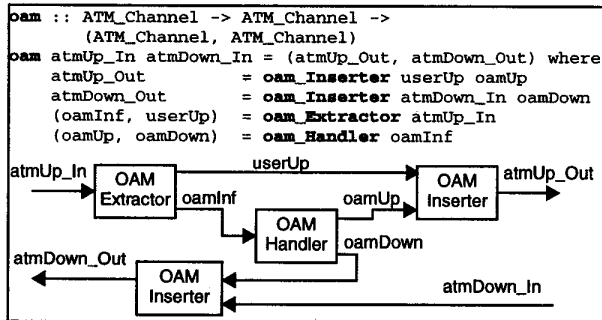 oam :: ATM_Channel -> ATM_Channel ->
(ATM_Channel, ATM_Channel)
oam atmUp_In atmDown_In = (atmUp_Out, atmDown_Out) where
atmUp_Out = oam_Inserter userUp oamUp
atmDown_Out = oam_Inserter atmDown_In oamDown
(oamInf, userUp) = oam_Extractor atmUp_In
(oamUp, oamDown) = oam_Handler oamInf
userUp
atmUp_In
OAM
Extractor
oamInf
OAM
Handler
oamUp
oamDown
OAM
Inserter
atmUp_Out
atmDown_Out
OAM
Inserter
atmDown_In